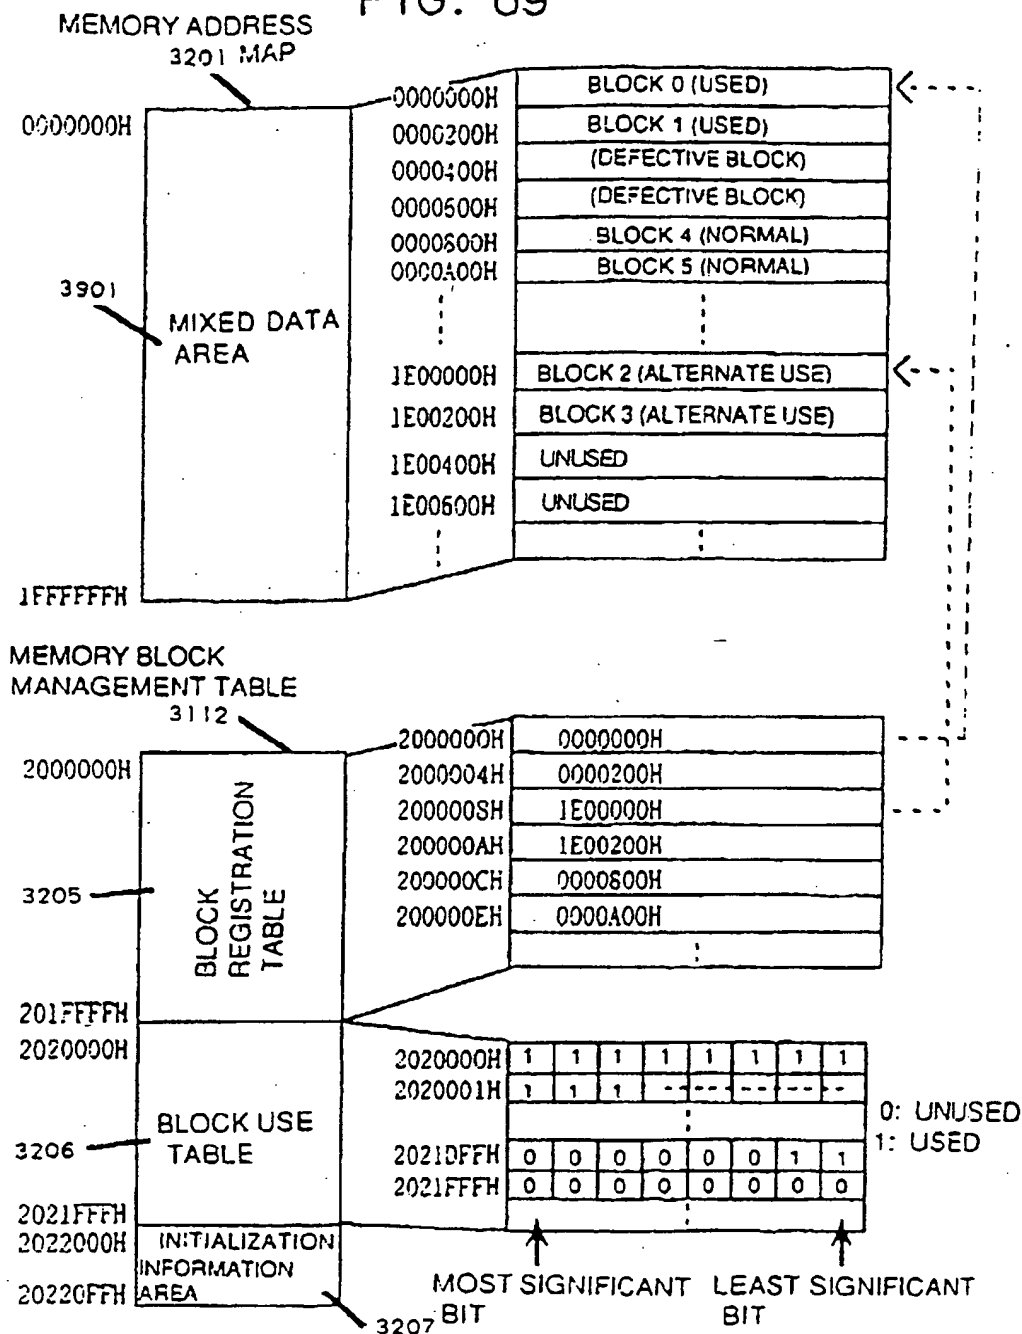 FIG. 69
MEMORY ADDRESS
3201 MAP
0000000H
3901
MIXED DATA
AREA
1FFFFFFH
0000000H BLOCK 0 (USED)
0000200H BLOCK 1 (USED)
0000400H (DEFECTIVE BLOCK)
0000600H (DEFECTIVE BLOCK)
0000800H BLOCK 4 (NORMAL)
0000A00H BLOCK 5 (NORMAL)
1E00000H BLOCK 2 (ALTERNATE USE)
1E00200H BLOCK 3 (ALTERNATE USE)
1E00400H UNUSED
1E00600H UNUSED
MEMORY BLOCK
MANAGEMENT TABLE
3112
2000000H
3205
BLOCK
REGISTRATION
TABLE
201FFFFH
2000000H 0000000H
2000004H 0000200H
2000008H 1E00000H
200000AH 1E00200H
200000CH 0000800H
200000EH 0000A00H
2020000H
3206
BLOCK USE
TABLE
2021FFFH
2020000H 1 1 1 1 1 1 1 1
2020001H 1 1 1
2021DFFH 0 0 0 0 0 0 1 1
2021FFFH 0 0 0 0 0 0 0 0
0: UNUSED
1: USED
2022000H
INITIALIZATION
INFORMATION
AREA
20220FFH
3207
MOST SIGNIFICANT
BIT
LEAST SIGNIFICANT
BIT